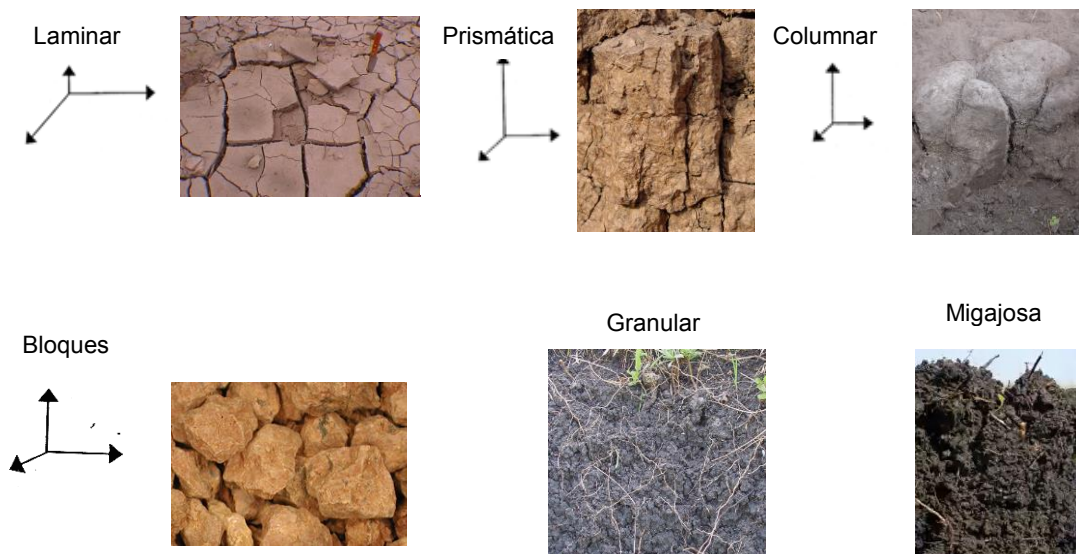 Laminar
Prismática
Columnar
Bloques
Granular
Migajosa